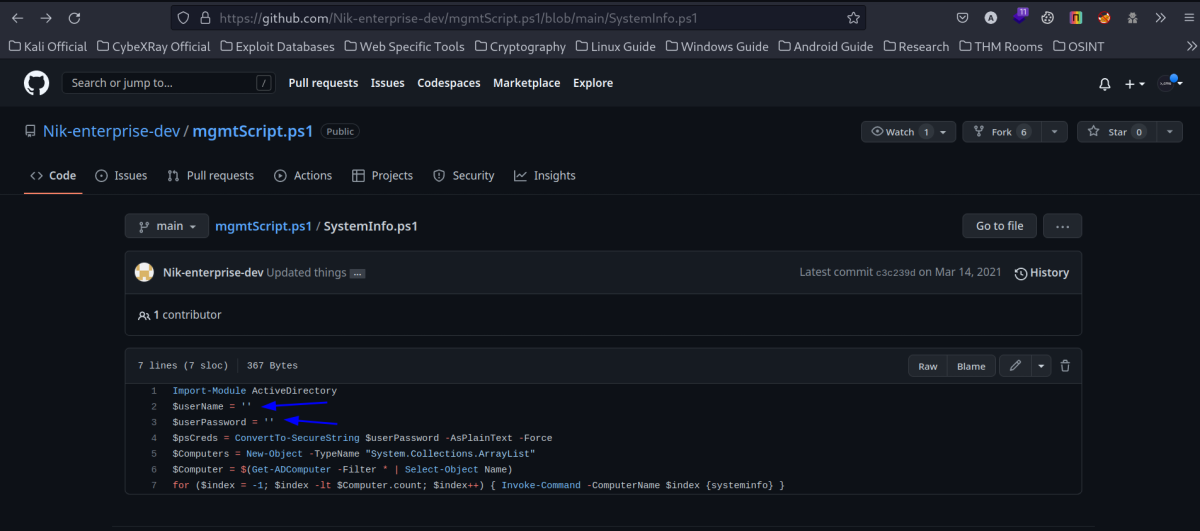 https://github.com/Nik-enterprise-dev/mgmtScript.ps1/blob/main/SystemInfo.ps1
11
Kali Official CybeXRay Official Exploit Databases Web Specific Tools Cryptography Linux Guide Windows Guide Android Guide Research THM Rooms OSINT
Search or jump to... / Pull requests Issues Codespaces Marketplace Explore
Nik-enterprise-dev / mgmtScript.ps1 Public Watch 1 Fork 6 Star 0
Code Issues Pull requests Actions Projects Security Insights
main mgmtScript.ps1 / SystemInfo.ps1 Go to file ...
Nik-enterprise-dev Updated things ... Latest commit c3c239d on Mar 14, 2021 History
1 contributor
7 lines (7 sloc) 367 Bytes Raw Blame
1 Import-Module ActiveDirectory
2 $userName = ''
3 $userPassword = ''
4 $psCreds = ConvertTo-SecureString $userPassword -AsPlainText -Force
5 $Computers = New-Object -TypeName "System.Collections.ArrayList"
6 $Computer = $(Get-ADComputer -Filter * | Select-Object Name)
7 for ($index = -1; $index -lt $Computer.count; $index++) { Invoke-Command -ComputerName $index {systeminfo} }